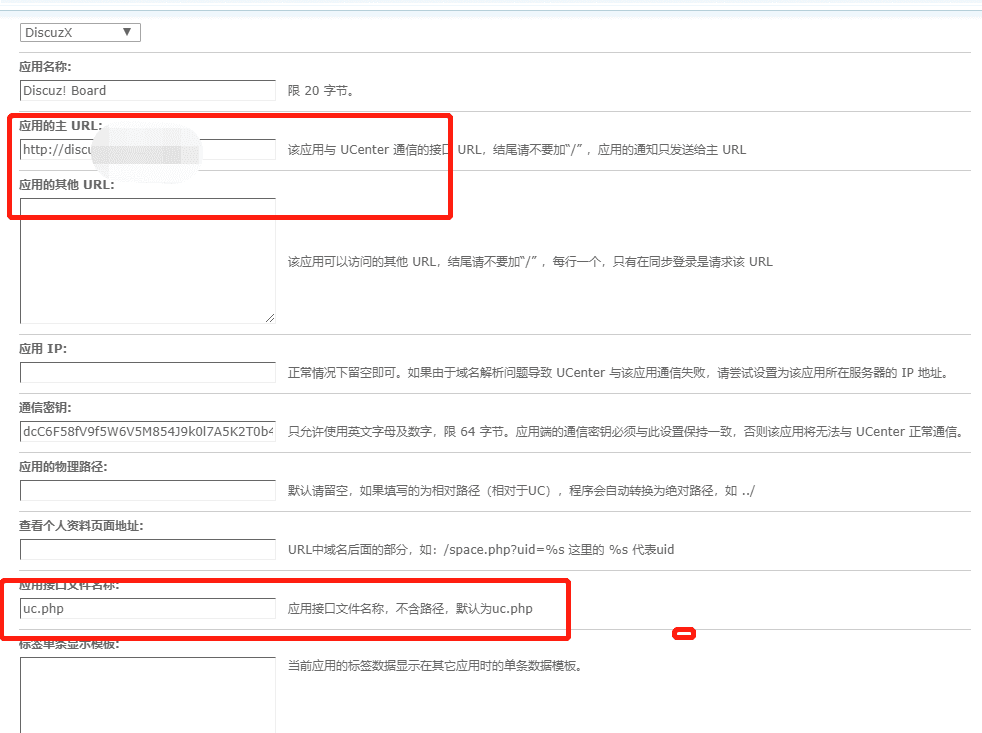 DiscuzX ▼
应用名称:
Discuz! Board 限 20 字节。
应用的主 URL:
http://discu 该应用与 UCenter 通信的接口 URL，结尾请不要加“/” ，应用的通知只发送给主 URL
应用的其他 URL:
该应用可以访问的其他 URL，结尾请不要加“/” ，每行一个，只有在同步登录是请求该 URL
应用 IP:
正常情况下留空即可。如果由于域名解析问题导致 UCenter 与该应用通信失败，请尝试设置为该应用所在服务器的 IP 地址。
通信密钥:
dcC6F58fV9f5W6V5M854J9k0l7A5K2T0b4 只允许使用英文字母及数字，限 64 字节。应用端的通信密钥必须与此设置保持一致，否则该应用将无法与 UCenter 正常通信。
应用的物理路径:
默认请留空，如果填写的为相对路径（相对于UC），程序会自动转换为绝对路径，如 ../
查看个人资料页面地址:
URL中域名后面的部分，如：/space.php?uid=%s 这里的 %s 代表uid
应用接口文件名称:
uc.php 应用接口文件名称，不含路径，默认为uc.php
标签单条显示模板:
当前应用的标签数据显示在其它应用时的单条数据模板。